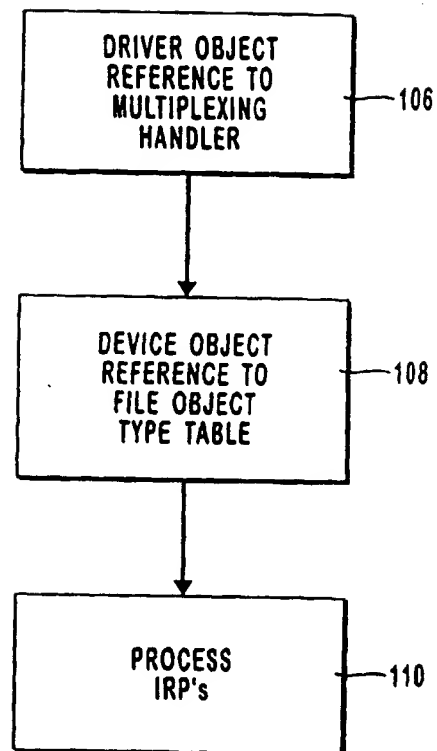 DRIVER OBJECT
REFERENCE TO
MULTIPLEXING
HANDLER
106
DEVICE OBJECT
REFERENCE TO
FILE OBJECT
TYPE TABLE
108
PROCESS
IRP's
110